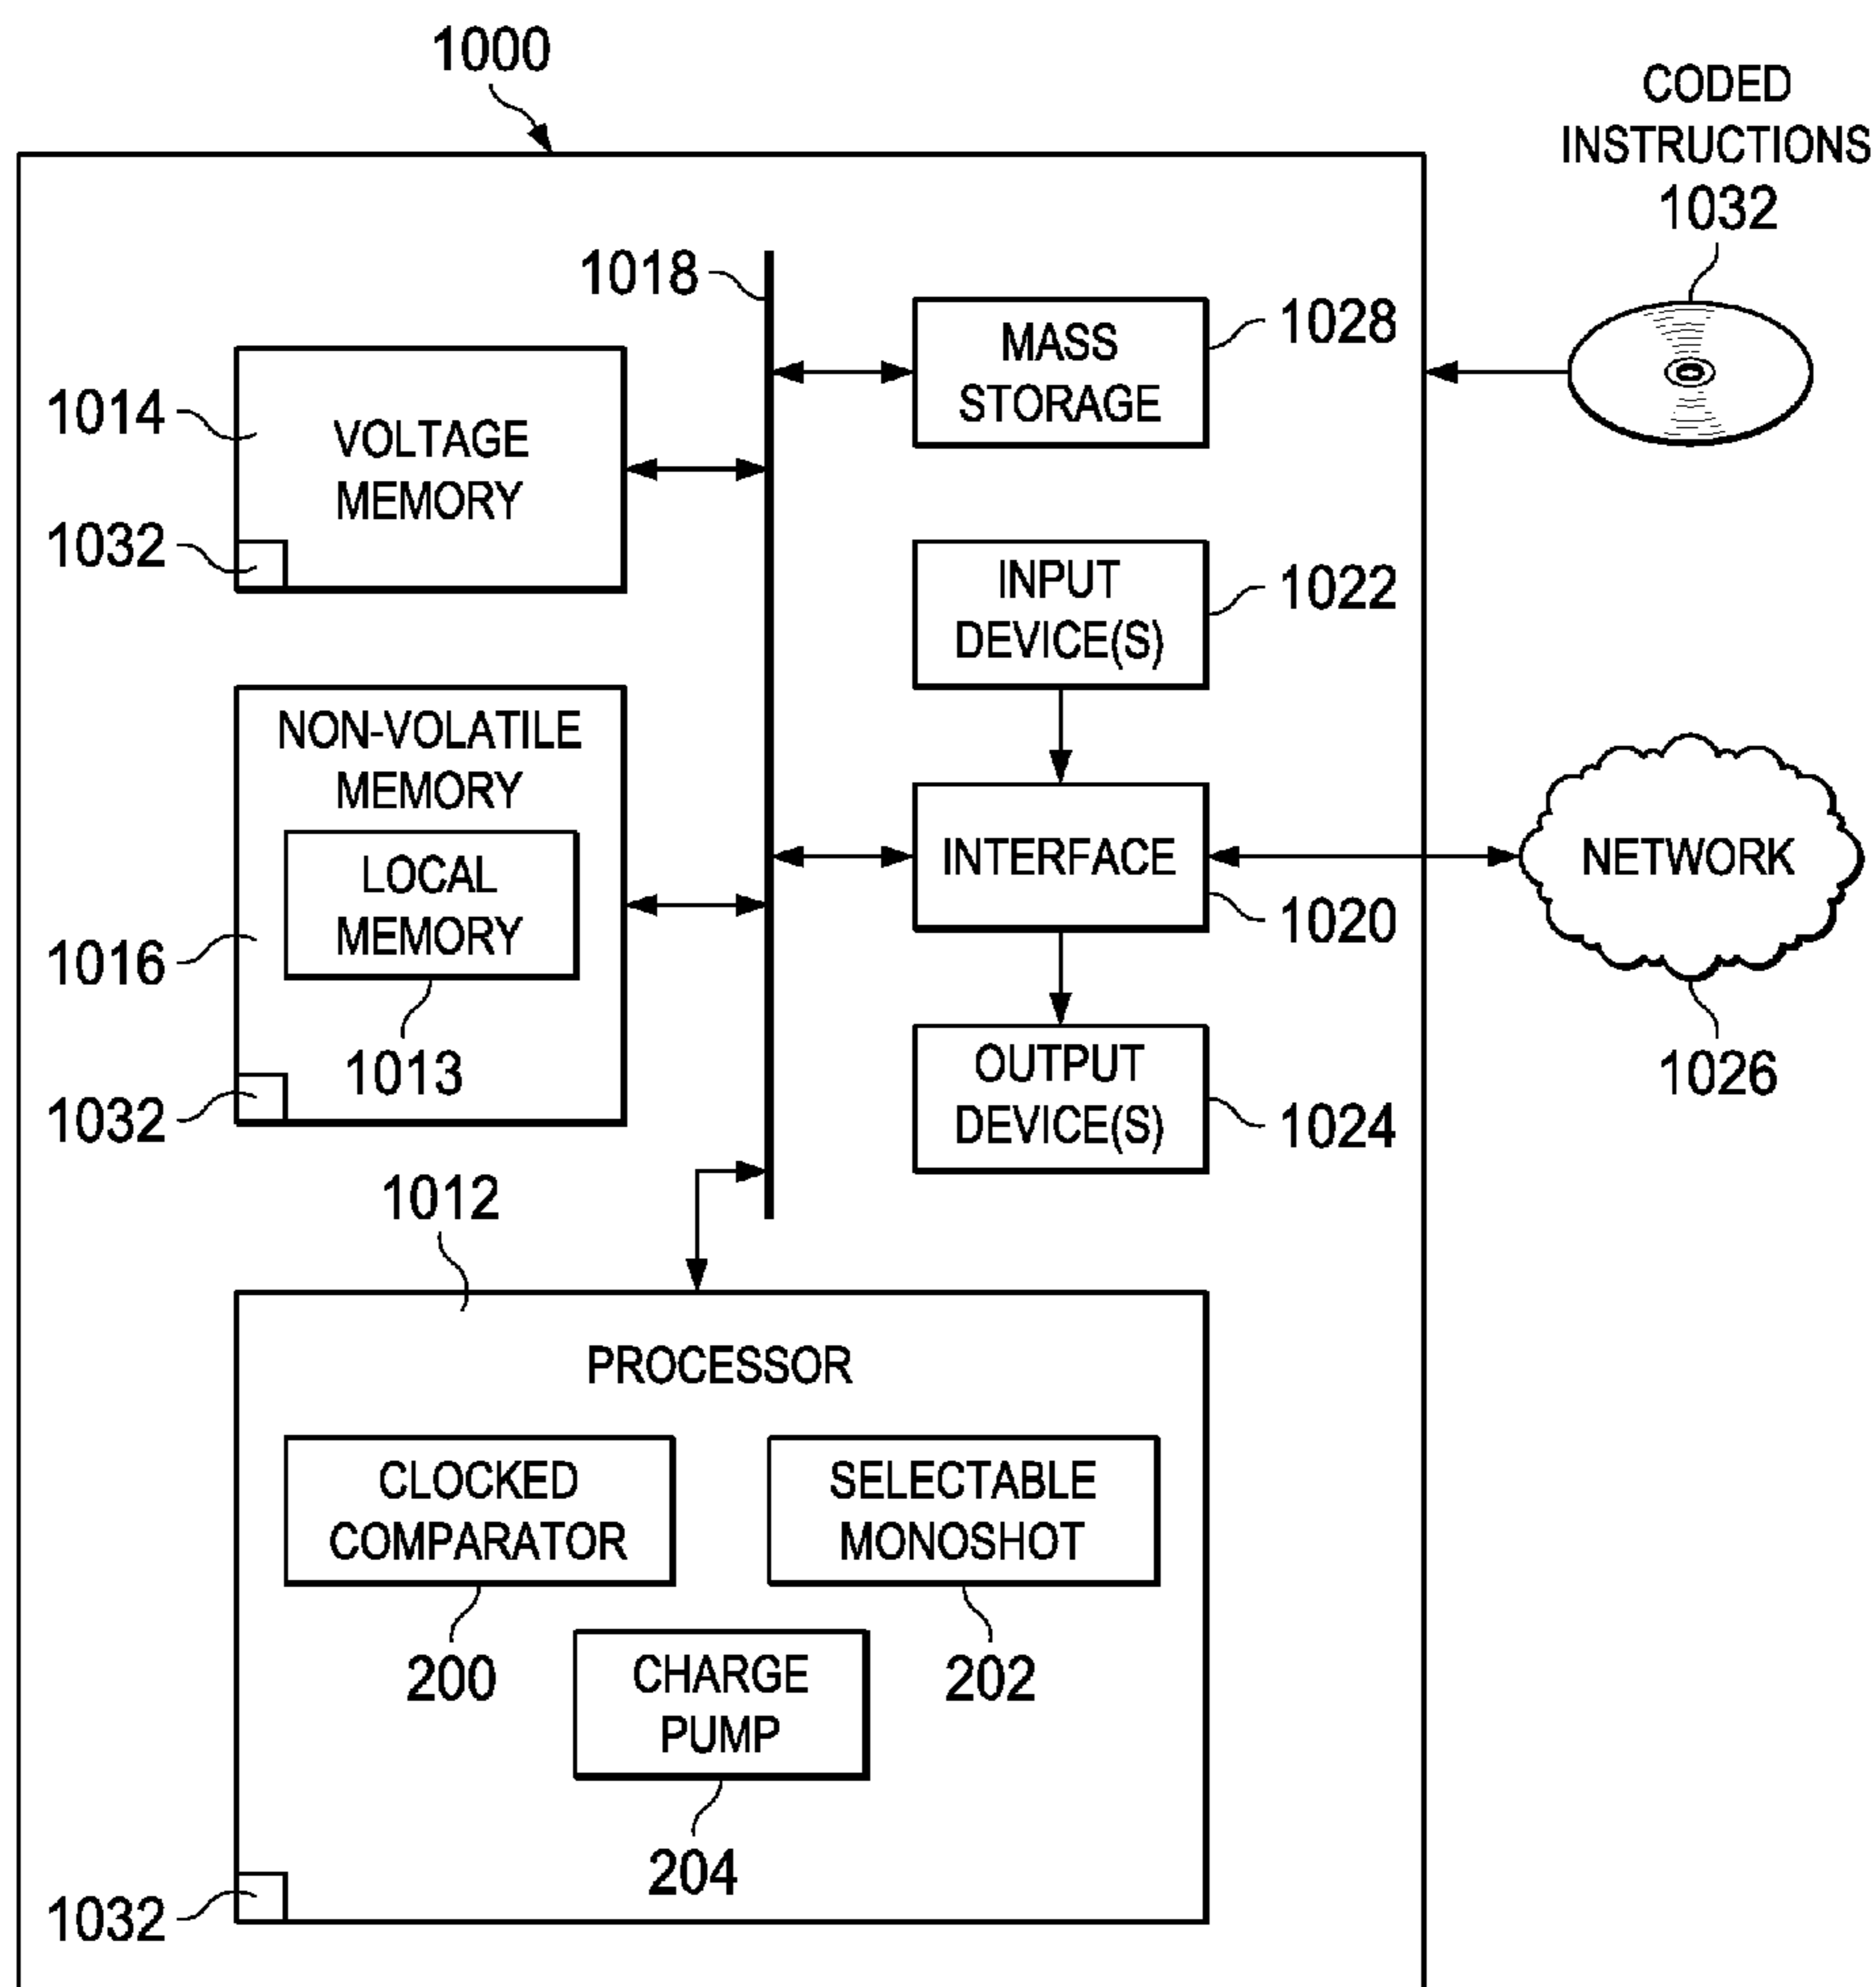 1000
CODED
INSTRUCTIONS
1032
1018
MASS
STORAGE
1028
1014
VOLTAGE
MEMORY
1032
INPUT
DEVICE(S)
1022
NON-VOLATILE
MEMORY
LOCAL
MEMORY
1016
1013
1032
INTERFACE
1020
NETWORK
1026
OUTPUT
DEVICE(S)
1024
1012
PROCESSOR
CLOCKED
COMPARATOR
200
SELECTABLE
MONOSHOT
202
CHARGE
PUMP
204
1032